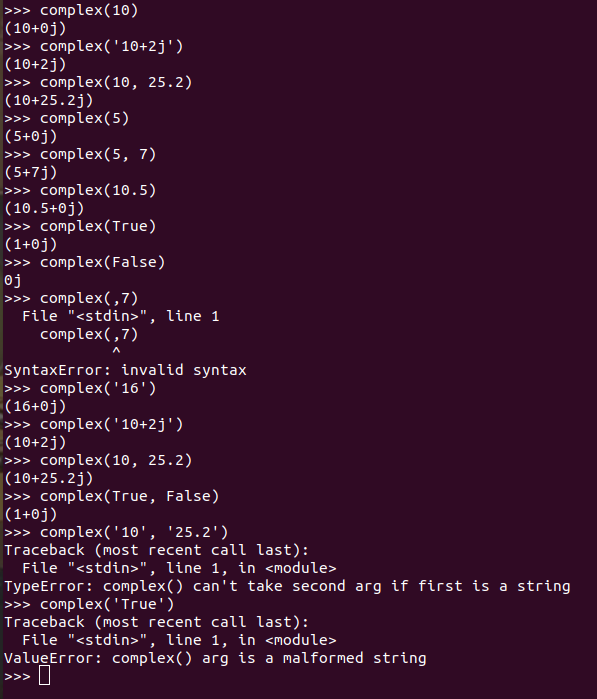 >>> complex(10)
(10+0j)
>>> complex('10+2j')
(10+2j)
>>> complex(10, 25.2)
(10+25.2j)
>>> complex(5)
(5+0j)
>>> complex(5, 7)
(5+7j)
>>> complex(10.5)
(10.5+0j)
>>> complex(True)
(1+0j)
>>> complex(False)
0j
>>> complex(,7)
  File "<stdin>", line 1
    complex(,7)
            ^
SyntaxError: invalid syntax
>>> complex('16')
(16+0j)
>>> complex('10+2j')
(10+2j)
>>> complex(10, 25.2)
(10+25.2j)
>>> complex(True, False)
(1+0j)
>>> complex('10', '25.2')
Traceback (most recent call last):
  File "<stdin>", line 1, in <module>
TypeError: complex() can't take second arg if first is a string
>>> complex('True')
Traceback (most recent call last):
  File "<stdin>", line 1, in <module>
ValueError: complex() arg is a malformed string
>>>